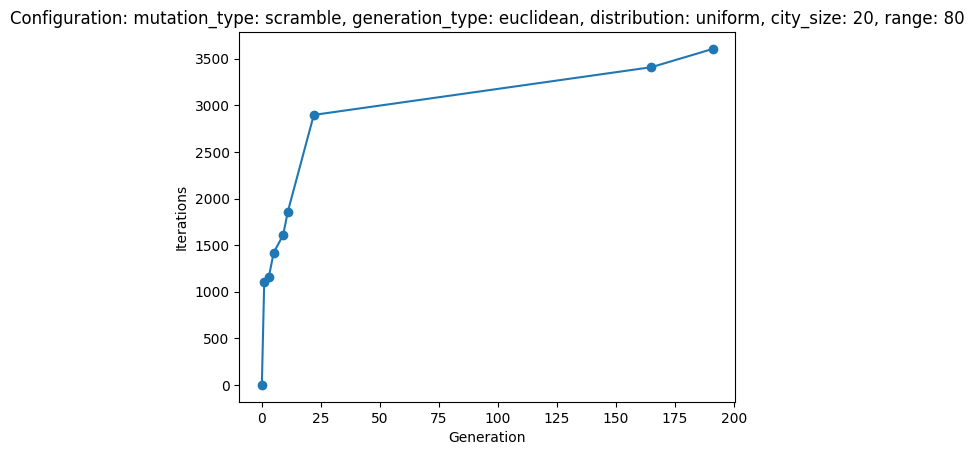 Configuration: mutation_type: scramble, generation_type: euclidean, distribution: uniform, city_size: 20, range: 80
3500
3000
2500
2000
1500
1000
500
0
Iterations
0 25 50 75 100 125 150 175 200
Generation